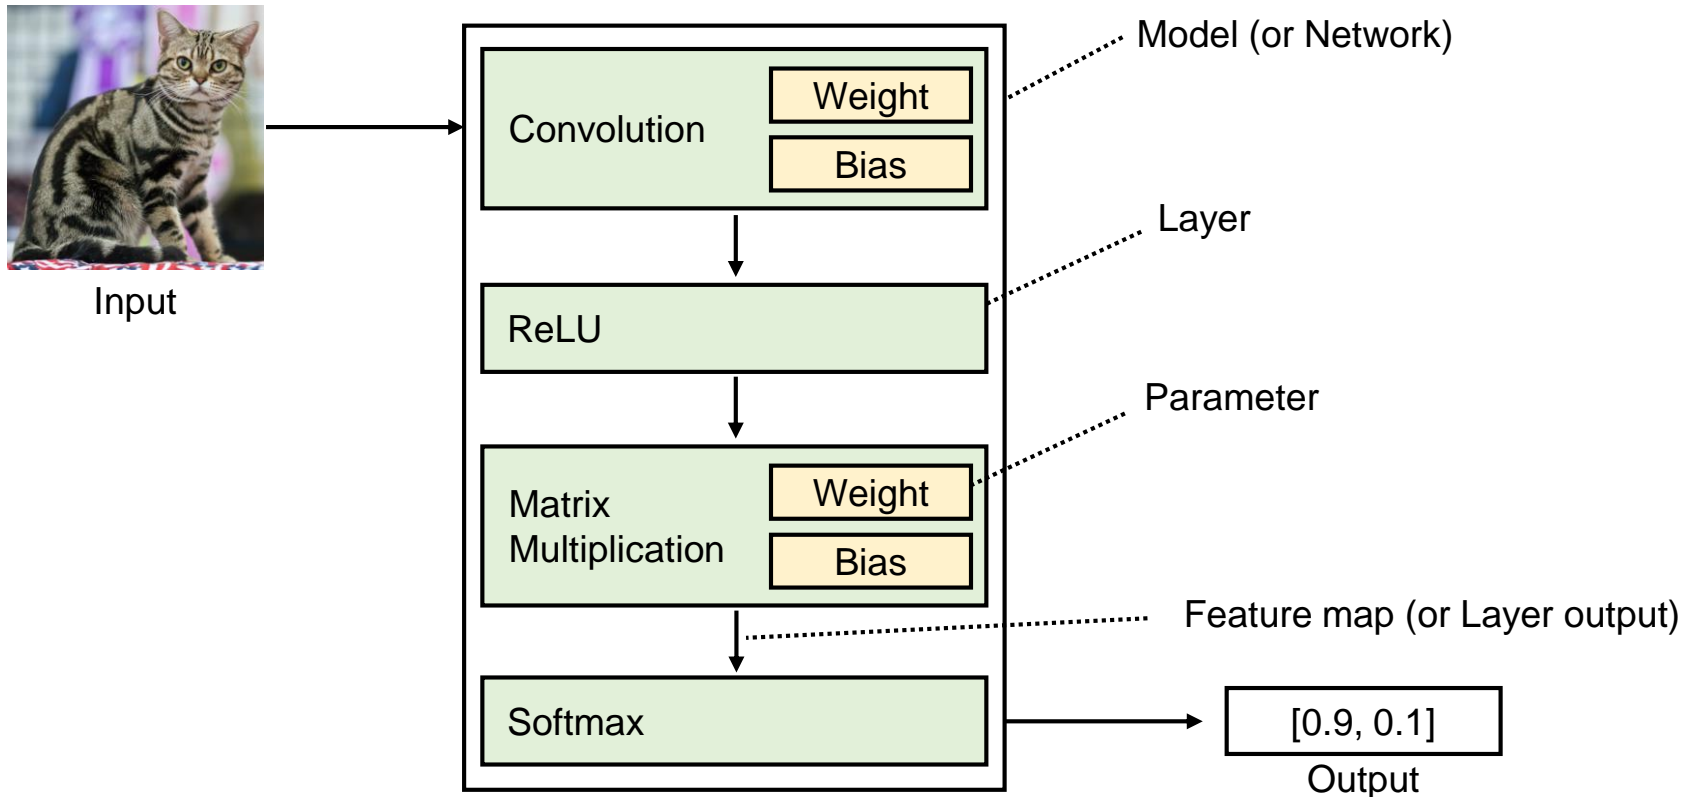 Input
Convolution
Weight
Bias
ReLU
Matrix
Multiplication
Weight
Bias
Softmax
Model (or Network)
Layer
Parameter
Feature map (or Layer output)
[0.9, 0.1]
Output